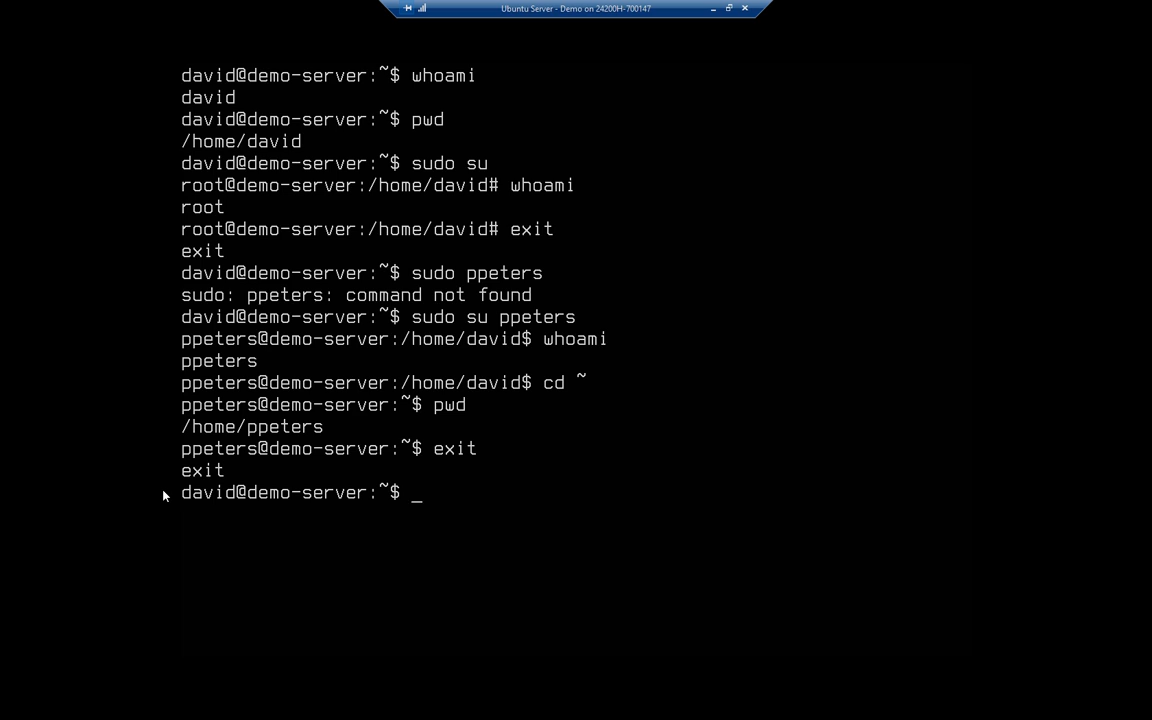 Ubuntu Server - Demo on 24200H-700147
david@demo-server:~$ whoami
david
david@demo-server:~$ pwd
/home/david
david@demo-server:~$ sudo su
root@demo-server:/home/david# whoami
root
root@demo-server:/home/david# exit
exit
david@demo-server:~$ sudo ppeters
sudo: ppeters: command not found
david@demo-server:~$ sudo su ppeters
ppeters@demo-server:/home/david$ whoami
ppeters
ppeters@demo-server:/home/david$ cd ~
ppeters@demo-server:~$ pwd
/home/ppeters
ppeters@demo-server:~$ exit
exit
david@demo-server:~$ _